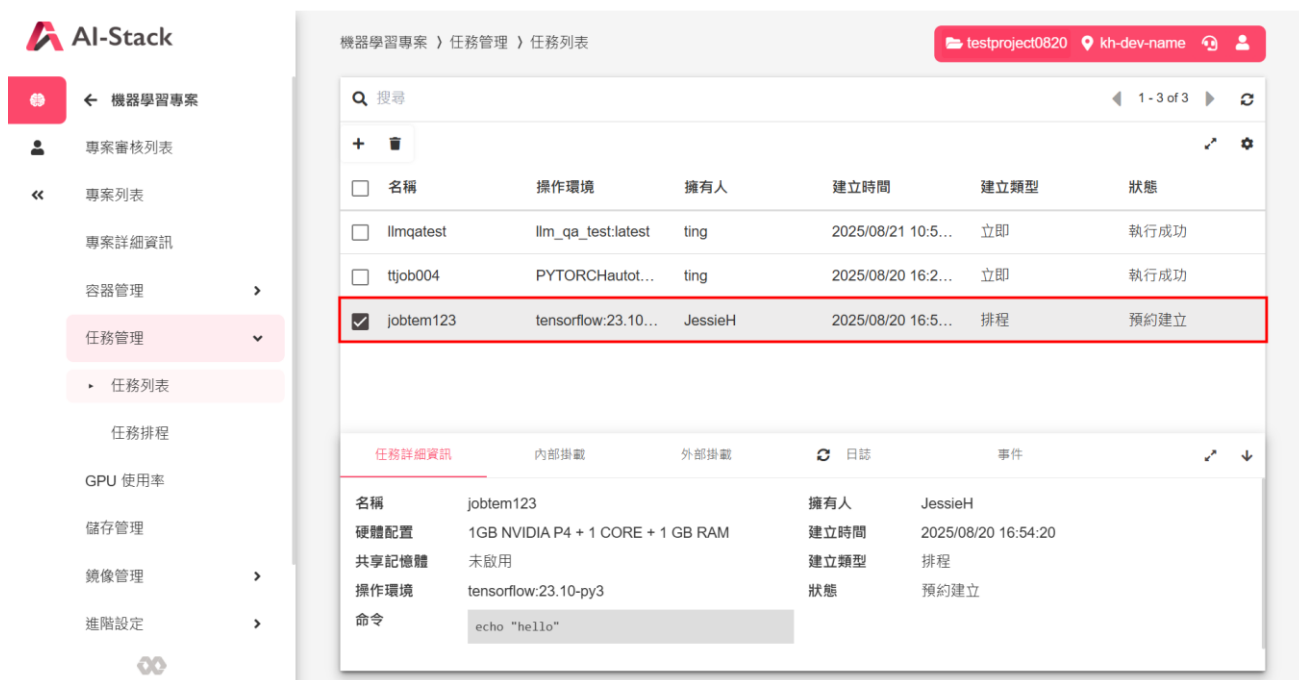 AI-Stack
機器學習專案 ❭ 任務管理 ❭ 任務列表
testproject0820 kh-dev-name
機器學習專案
專案審核列表
專案列表
專案詳細資訊
容器管理
任務管理
任務列表
任務排程
GPU 使用率
儲存管理
鏡像管理
進階設定
搜尋
1 - 3 of 3
名稱 操作環境 擁有人 建立時間 建立類型 狀態
llmqatest llm_qa_test:latest ting 2025/08/21 10:5... 立即 執行成功
ttjob004 PYTORCHautot... ting 2025/08/20 16:2... 立即 執行成功
jobtem123 tensorflow:23.10... JessieH 2025/08/20 16:5... 排程 預約建立
任務詳細資訊 內部掛載 外部掛載 日誌 事件
名稱 jobtem123 擁有人 JessieH
硬體配置 1GB NVIDIA P4 + 1 CORE + 1 GB RAM 建立時間 2025/08/20 16:54:20
共享記憶體 未啟用 建立類型 排程
操作環境 tensorflow:23.10-py3 狀態 預約建立
命令 echo "hello"